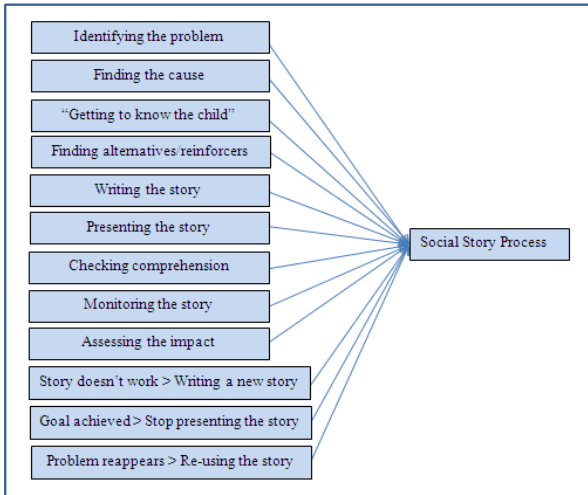 Identifying the problem
Finding the cause
“Getting to know the child”
Finding alternatives/reinforcers
Writing the story
Presenting the story
Social Story Process
Checking comprehension
Monitoring the story
Assessing the impact
Story doesn’t work > Writing a new story
Goal achieved > Stop presenting the story
Problem reappears > Re-using the story